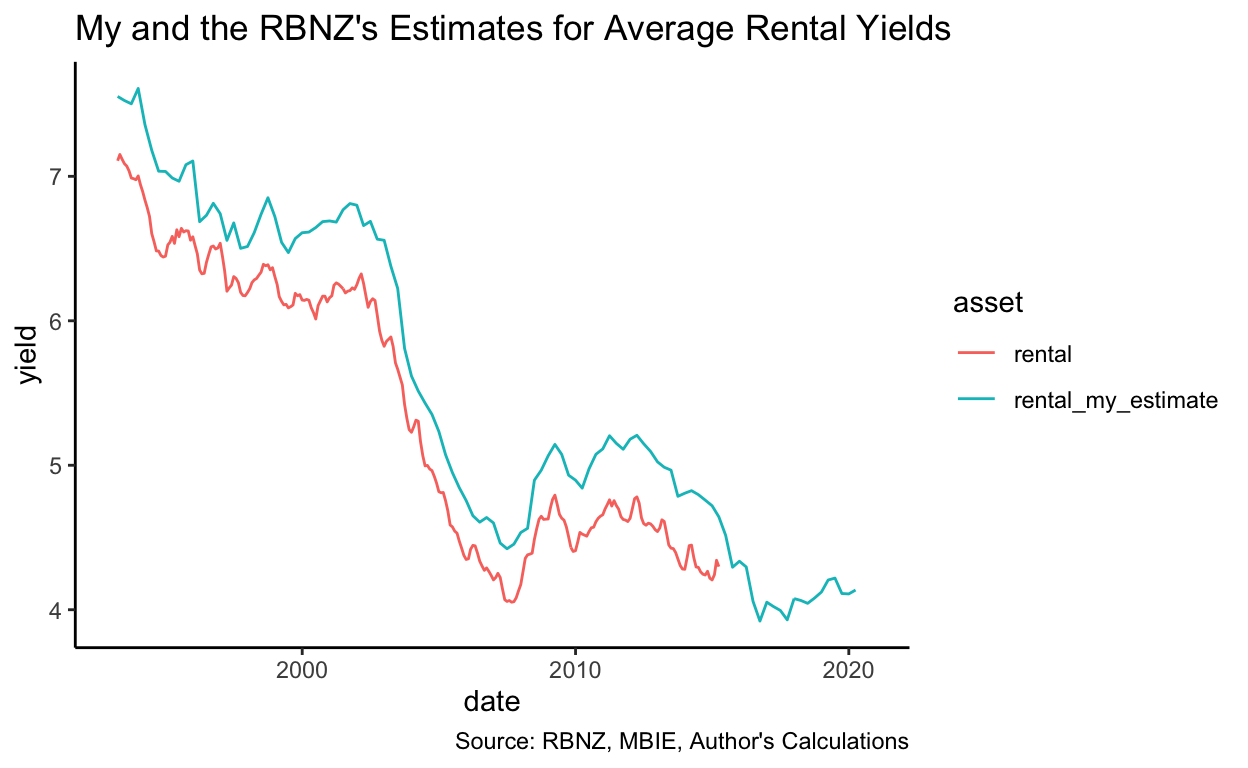 My and the RBNZ's Estimates for Average Rental Yields
yield
7
6
5
4
2000
2010
2020
date
asset
rental
rental_my_estimate
Source: RBNZ, MBIE, Author's Calculations